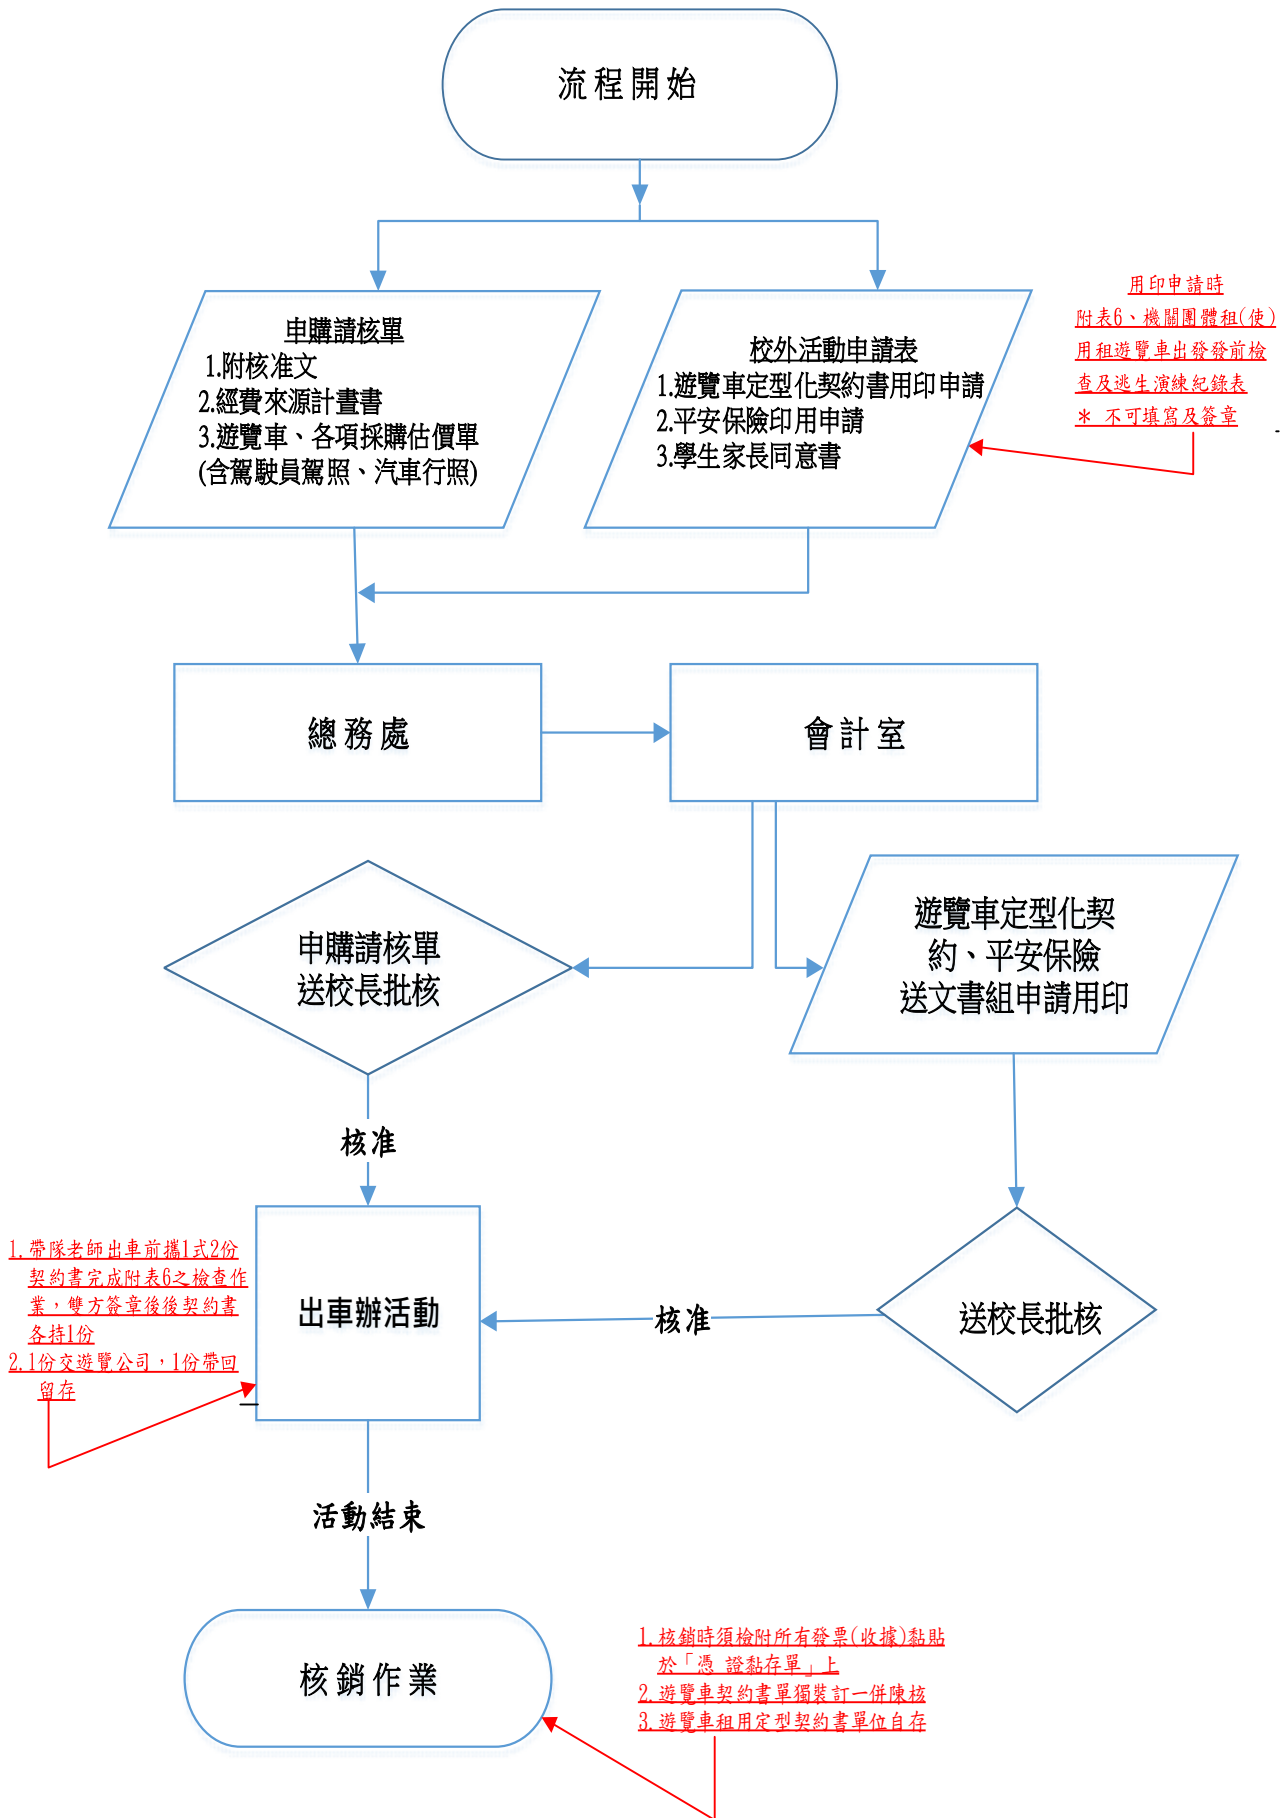 流程開始
申購請核單
1.附核准文
2.經費來源計畫書
3.遊覽車、各項採購估價單
(含駕駛員駕照、汽車行照)
校外活動申請表
1.遊覽車定型化契約書用印申請
2.平安保險印用申請
3.學生家長同意書
用印申請時
附表6、機關團體租(使)
用租遊覽車出發發前檢
查及逃生演練紀錄表
＊ 不可填寫及簽章
總務處
會計室
申購請核單
送校長批核
遊覽車定型化契
約、平安保險
送文書組申請用印
核准
1.帶隊老師出車前攜1式2份
契約書完成附表6之檢查作
業，雙方簽章後後契約書
各持1份
2.1份交遊覽公司，1份帶回
留存
出車辦活動
核准
送校長批核
活動結束
核銷作業
1.核銷時須檢附所有發票(收據)黏貼
於「憑 證黏存單」上
2.遊覽車契約書單獨裝訂一併陳核
3.遊覽車租用定型契約書單位自存